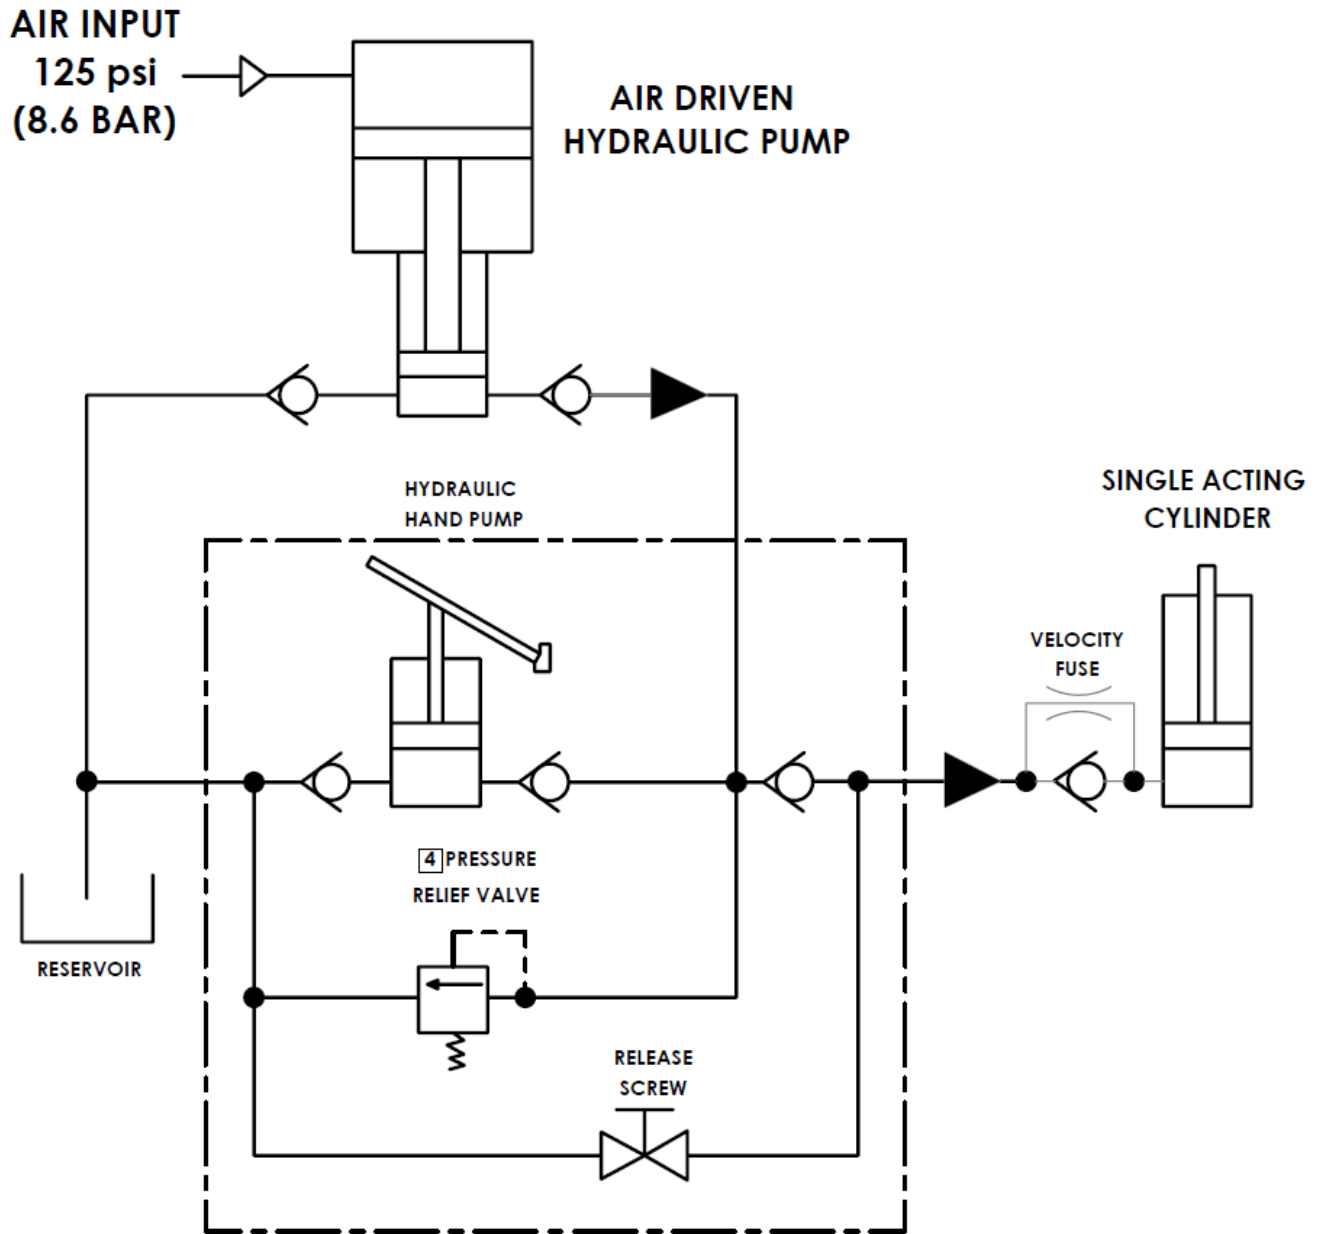 AIR INPUT
125 psi
(8.6 BAR)
AIR DRIVEN
HYDRAULIC PUMP
HYDRAULIC
HAND PUMP
SINGLE ACTING
CYLINDER
VELOCITY
FUSE
4 PRESSURE
RELIEF VALVE
RESERVOIR
RELEASE
SCREW